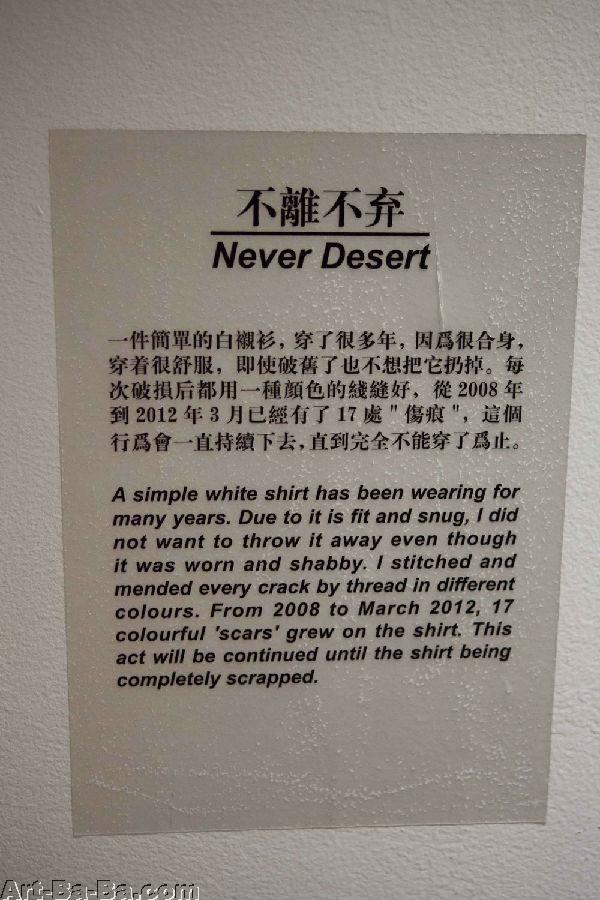 不離不弃
Never Desert
一件簡單的白襯衫，穿了很多年，因爲很合身，
穿着很舒服，即使破舊了也不想把它扔掉。每
次破損后都用一種顔色的綫縫好，從 2008 年
到 2012 年 3 月已經有了 17 處 " 傷痕 "，這個
行爲會一直持續下去，直到完全不能穿了爲止。
A simple white shirt has been wearing for
many years. Due to it is fit and snug, I did
not want to throw it away even though
it was worn and shabby. I stitched and
mended every crack by thread in different
colours. From 2008 to March 2012, 17
colourful 'scars' grew on the shirt. This
act will be continued until the shirt being
completely scrapped.
Art-Ba-Ba.com